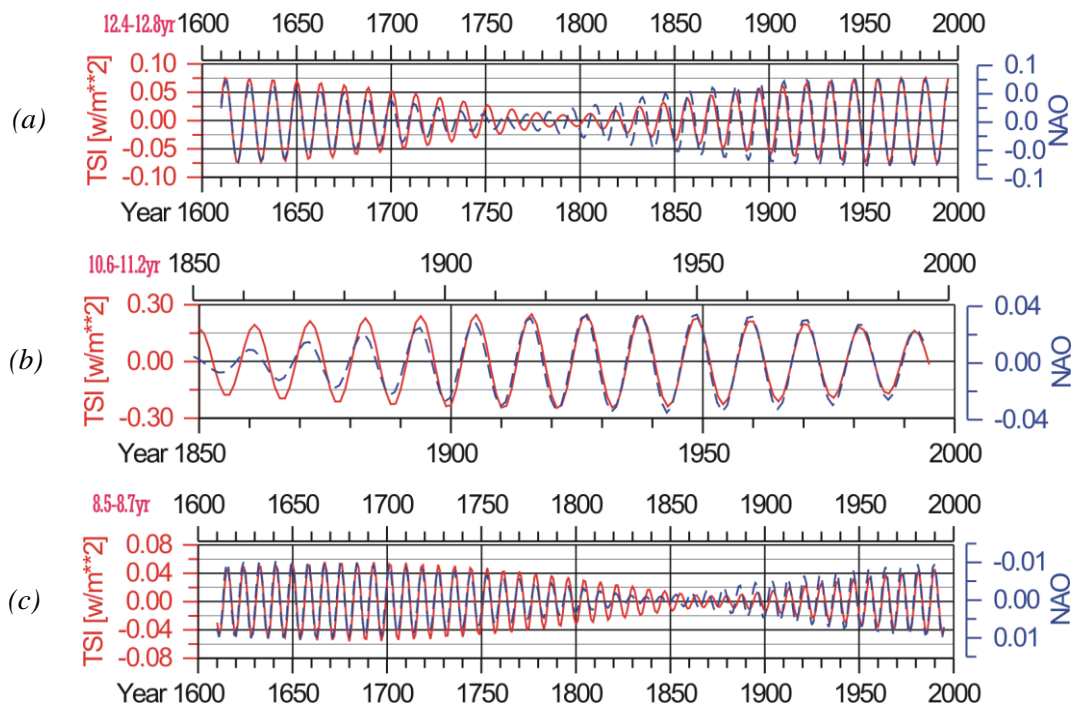 12.4-12.8yr 1600 1650 1700 1750 1800 1850 1900 1950 2000
(a)
TSI [w/m**2]
0.10
0.05
0.00
-0.05
-0.10
0.1
0.0
0.0
-0.0
-0.1
NAO
Year 1600 1650 1700 1750 1800 1850 1900 1950 2000
10.6-11.2yr 1850 1900 1950 2000
(b)
TSI [w/m**2]
0.30
0.00
-0.30
0.04
0.00
-0.04
NAO
Year 1850 1900 1950 2000
8.5-8.7yr 1600 1650 1700 1750 1800 1850 1900 1950 2000
(c)
TSI [w/m**2]
0.08
0.04
0.00
-0.04
-0.08
-0.01
0.00
0.01
NAO
Year 1600 1650 1700 1750 1800 1850 1900 1950 2000